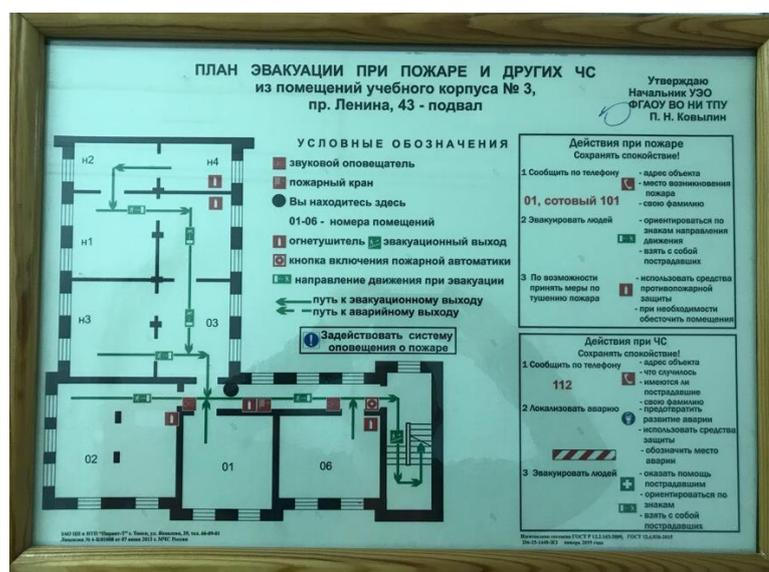 ПЛАН ЭВАКУАЦИИ ПРИ ПОЖАРЕ И ДРУГИХ ЧС
из помещений учебного корпуса № 3,
пр. Ленина, 43 - подвал
Утверждаю
Начальник УЭО
ФГАОУ ВО НИ ТПУ
П. Н. Ковылин
УСЛОВНЫЕ ОБОЗНАЧЕНИЯ
звуковой оповещатель
пожарный кран
Вы находитесь здесь
01-06 - номера помещений
огнетушитель
эвакуационный выход
кнопка включения пожарной автоматики
направление движения при эвакуации
путь к эвакуационному выходу
путь к аварийному выходу
Задействовать систему
оповещения о пожаре
н2
н4
н1
н3
03
02
01
06
Действия при пожаре
Сохранять спокойствие!
1 Сообщить по телефону
01, сотовый 101
- адрес объекта
- место возникновения
пожара
- свою фамилию
2 Эвакуировать людей
- ориентироваться по
знакам направления
движения
- взять с собой
пострадавших
3 По возможности
принять меры по
тушению пожара
- использовать средства
противопожарной
защиты
- при необходимости
обесточить помещения
Действия при ЧС
Сохранять спокойствие!
1 Сообщить по телефону
112
- адрес объекта
- что случилось
- имеются ли
пострадавшие
- свою фамилию
2 Локализовать аварию
- предотвратить
развитие аварии
- использовать средства
защиты
- обозначить место
аварии
3 Эвакуировать людей
- оказать помощь
пострадавшим
- ориентироваться по
знакам
- взять с собой
пострадавших